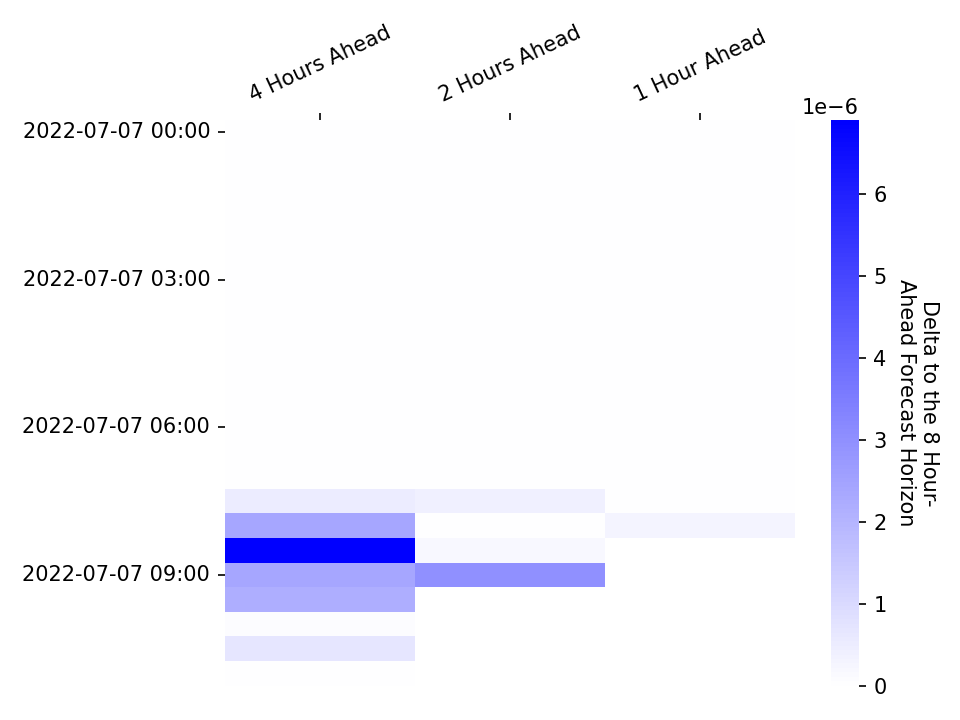 4 Hours Ahead
2 Hours Ahead
1 Hour Ahead
1e−6
2022-07-07 00:00
2022-07-07 03:00
2022-07-07 06:00
2022-07-07 09:00
6
5
4
3
2
1
0
Delta to the 8 Hour-
Ahead Forecast Horizon